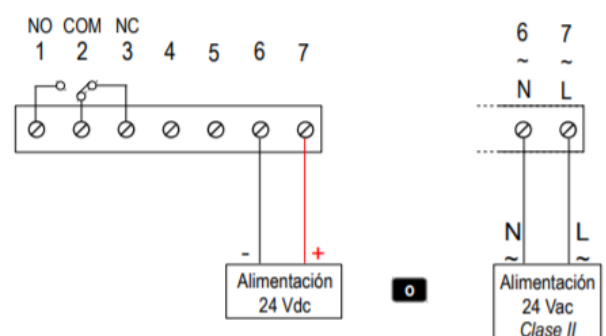 NO COM NC
1 2 3 4 5 6 7
- +
Alimentación
24 Vdc
o
6 7
~ ~
N L
N L
~ ~
Alimentación
24 Vac
Clase II